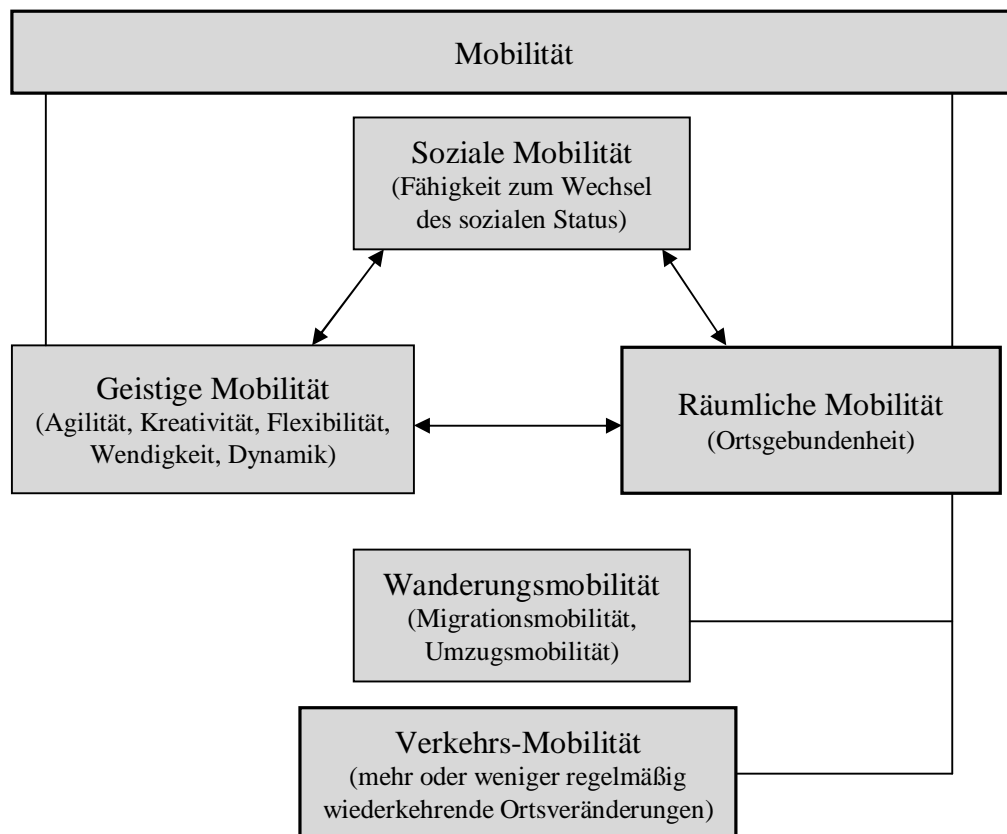 Mobilität
Soziale Mobilität
(Fähigkeit zum Wechsel
des sozialen Status)
Geistige Mobilität
(Agilität, Kreativität, Flexibilität,
Wendigkeit, Dynamik)
Räumliche Mobilität
(Ortsgebundenheit)
Wanderungsmobilität
(Migrationsmobilität,
Umzugsmobilität)
Verkehrs-Mobilität
(mehr oder weniger regelmäßig
wiederkehrende Ortsveränderungen)